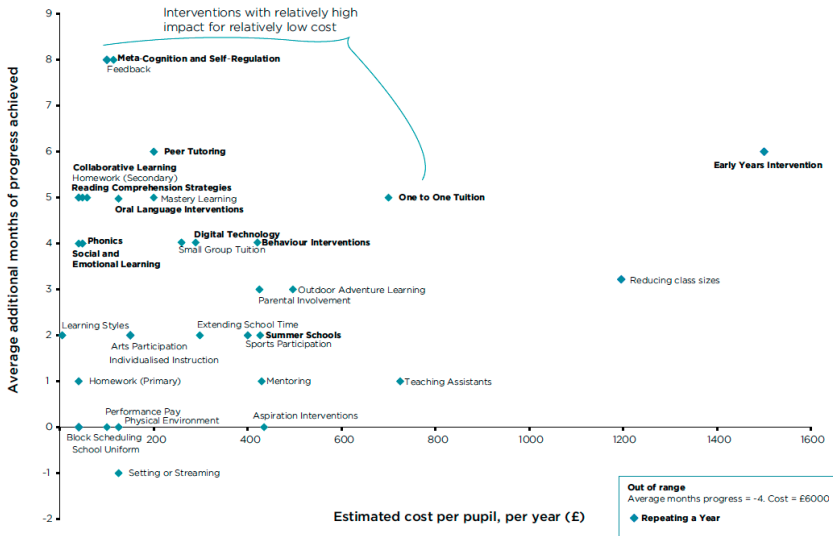 Interventions with relatively high
impact for relatively low cost
Average additional months of progress achieved
9
8
7
6
5
4
3
2
1
0
-1
-2
Meta-Cognition and Self-Regulation
Feedback
Peer Tutoring
Early Years Intervention
Collaborative Learning
Homework (Secondary)
Reading Comprehension Strategies
Mastery Learning
Oral Language Interventions
One to One Tuition
Phonics
Social and
Emotional Learning
Digital Technology
Small Group Tuition
Behaviour Interventions
Outdoor Adventure Learning
Parental Involvement
Reducing class sizes
Learning Styles
Arts Participation
Individualised Instruction
Extending School Time
Summer Schools
Sports Participation
Homework (Primary)
Mentoring
Teaching Assistants
Performance Pay
Physical Environment
Aspiration Interventions
Block Scheduling
School Uniform
200
400
600
800
1000
1200
1400
1600
Setting or Streaming
Estimated cost per pupil, per year (£)
Out of range
Average months progress = -4. Cost = £6000
Repeating a Year